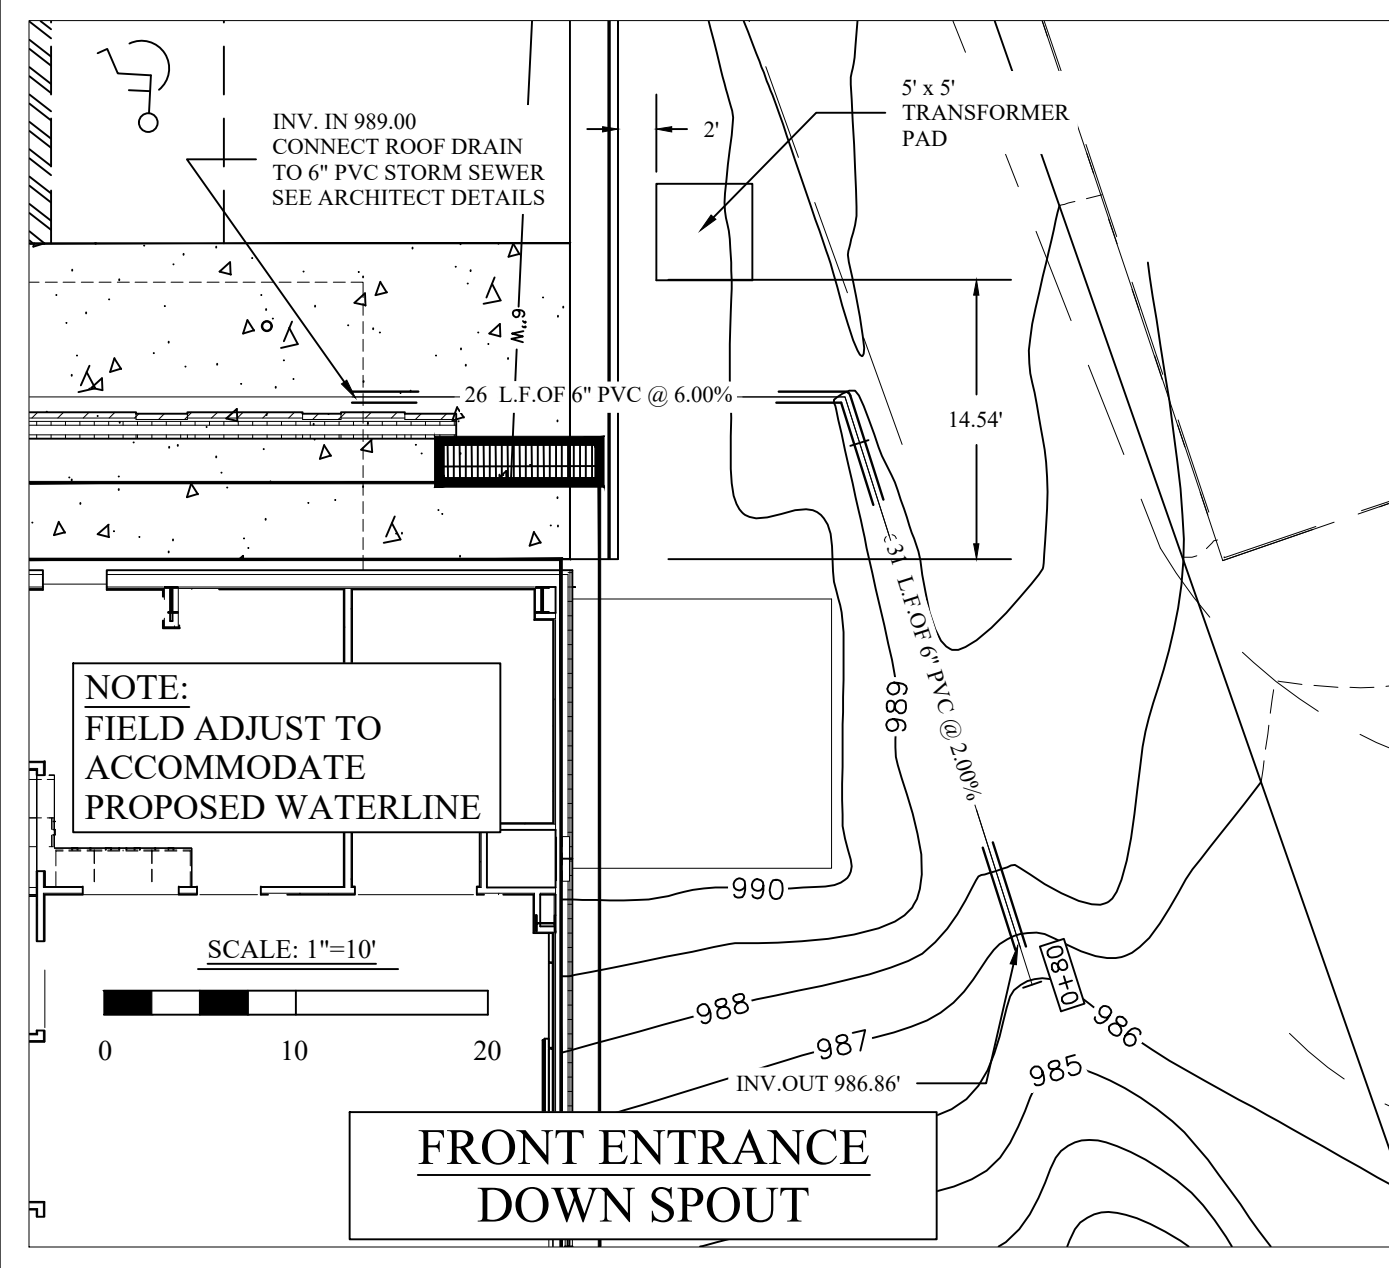 INV. IN 989.00
CONNECT ROOF DRAIN
TO 6" PVC STORM SEWER
SEE ARCHITECT DETAILS
2'
5' x 5'
TRANSFORMER
PAD
6"W
26 L.F.OF 6" PVC @ 6.00%
14.54'
31 L.F.OF 6" PVC @ 2.00%
986
NOTE:
FIELD ADJUST TO
ACCOMMODATE
PROPOSED WATERLINE
990
SCALE: 1"=10'
0 10 20
988
987
0+80
986
985
INV.OUT 986.86'
FRONT ENTRANCE
DOWN SPOUT